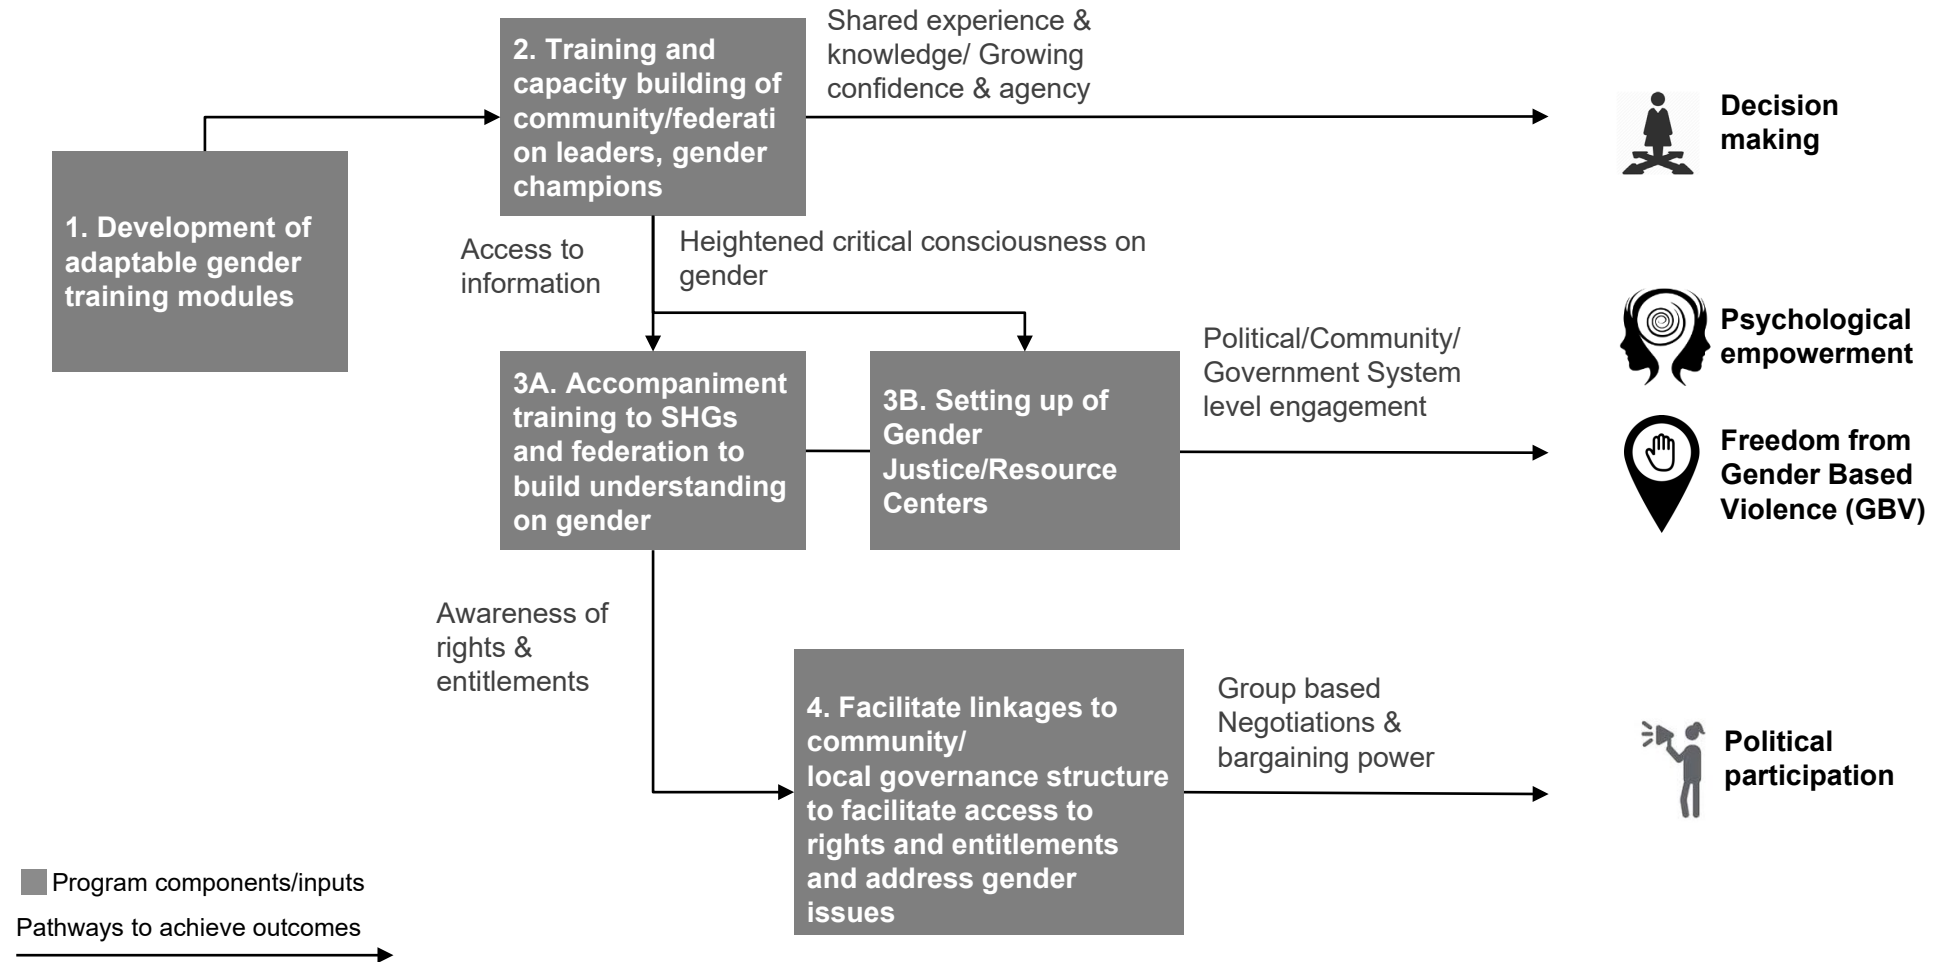 Shared experience &
knowledge/ Growing
confidence & agency
2. Training and
capacity building of
community/federati
on leaders, gender
champions
Decision
making
1. Development of
adaptable gender
training modules
Access to
information
Heightened critical consciousness on
gender
Psychological
empowerment
3A. Accompaniment
training to SHGs
and federation to
build understanding
on gender
3B. Setting up of
Gender
Justice/Resource
Centers
Political/Community/
Government System
level engagement
Freedom from
Gender Based
Violence (GBV)
Awareness of
rights &
entitlements
4. Facilitate linkages to
community/
local governance structure
to facilitate access to
rights and entitlements
and address gender
issues
Group based
Negotiations &
bargaining power
Political
participation
Program components/inputs
Pathways to achieve outcomes